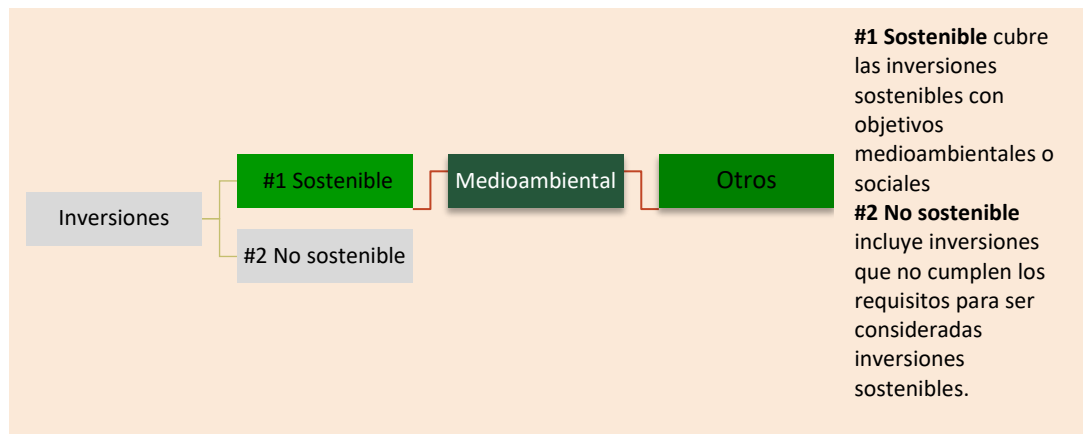 Inversiones
#1 Sostenible
#2 No sostenible
Medioambiental
Otros
#1 Sostenible cubre
las inversiones
sostenibles con
objetivos
medioambientales o
sociales
#2 No sostenible
incluye inversiones
que no cumplen los
requisitos para ser
consideradas
inversiones
sostenibles.